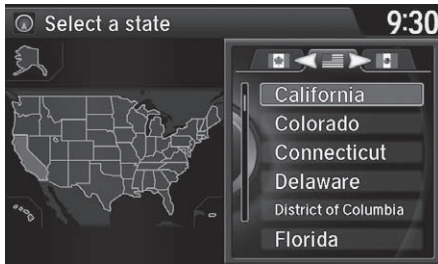 Select a state
9:30
California
Colorado
Connecticut
Delaware
District of Columbia
Florida